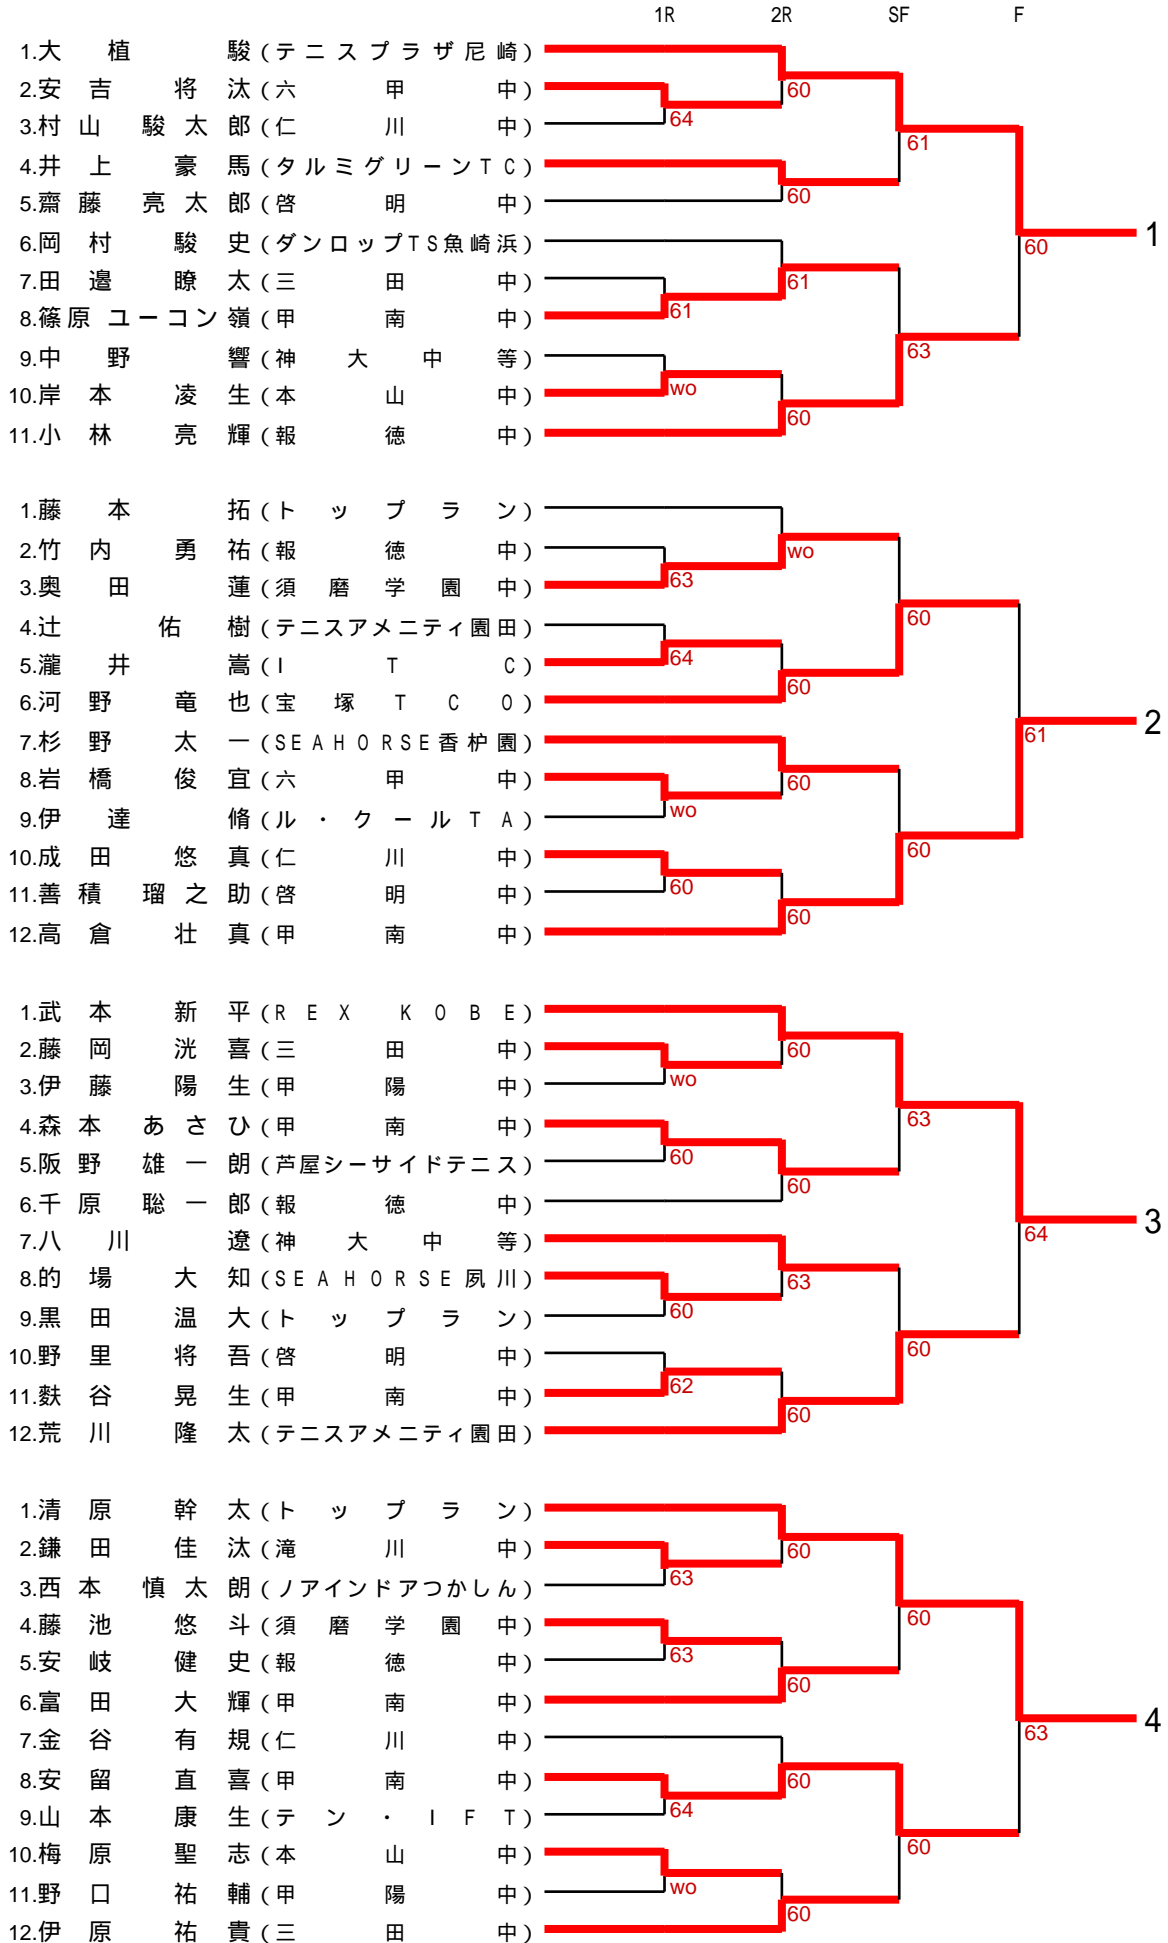 1R 2R SF F
1.大植 駿(テニスプラザ尼崎)
60
2.安吉 将汰(六甲中)
64
3.村山 駿太郎(仁川中)
61
4.井上 豪馬(タルミグリーンTC)
60
5.齋藤 亮太郎(啓明中)
1
60
6.岡村 駿史(ダンロップTS魚崎浜)
61
7.田邉 瞭太(三田中)
61
8.篠原 ユーコン嶺(甲南中)
63
9.中野 響(神大中等)
wo
10.岸本 凌生(本山中)
60
11.小林 亮輝(報徳中)
1.藤本 拓(トップラン)
wo
2.竹内 勇祐(報徳中)
63
3.奥田 蓮(須磨学園中)
60
4.辻 佑樹(テニスアメニティ園田)
64
5.瀧井 嵩(ITC)
60
6.河野 竜也(宝塚TCO)
2
61
7.杉野 太一(SEAHORSE香枦園)
60
8.岩橋 俊宜(六甲中)
wo
9.伊達 脩(ル・クールTA)
60
10.成田 悠真(仁川中)
60
11.善積 瑠之助(啓明中)
60
12.高倉 壮真(甲南中)
1.武本 新平(REX KOBE)
60
2.藤岡 洸喜(三田中)
wo
3.伊藤 陽生(甲陽中)
63
4.森本 あさひ(甲南中)
60
5.阪野 雄一朗(芦屋シーサイドテニス)
60
6.千原 聡一郎(報徳中)
3
64
7.八川 遼(神大中等)
63
8.的場 大知(SEAHORSE夙川)
60
9.黒田 温大(トップラン)
60
10.野里 将吾(啓明中)
62
11.麩谷 晃生(甲南中)
60
12.荒川 隆太(テニスアメニティ園田)
1.清原 幹太(トップラン)
60
2.鎌田 佳汰(滝川中)
63
3.西本 慎太朗(ノアインドアつかしん)
60
4.藤池 悠斗(須磨学園中)
63
5.安岐 健史(報徳中)
60
6.富田 大輝(甲南中)
4
63
7.金谷 有規(仁川中)
60
8.安留 直喜(甲南中)
64
9.山本 康生(テン・IFT)
60
10.梅原 聖志(本山中)
wo
11.野口 祐輔(甲陽中)
60
12.伊原 祐貴(三田中)